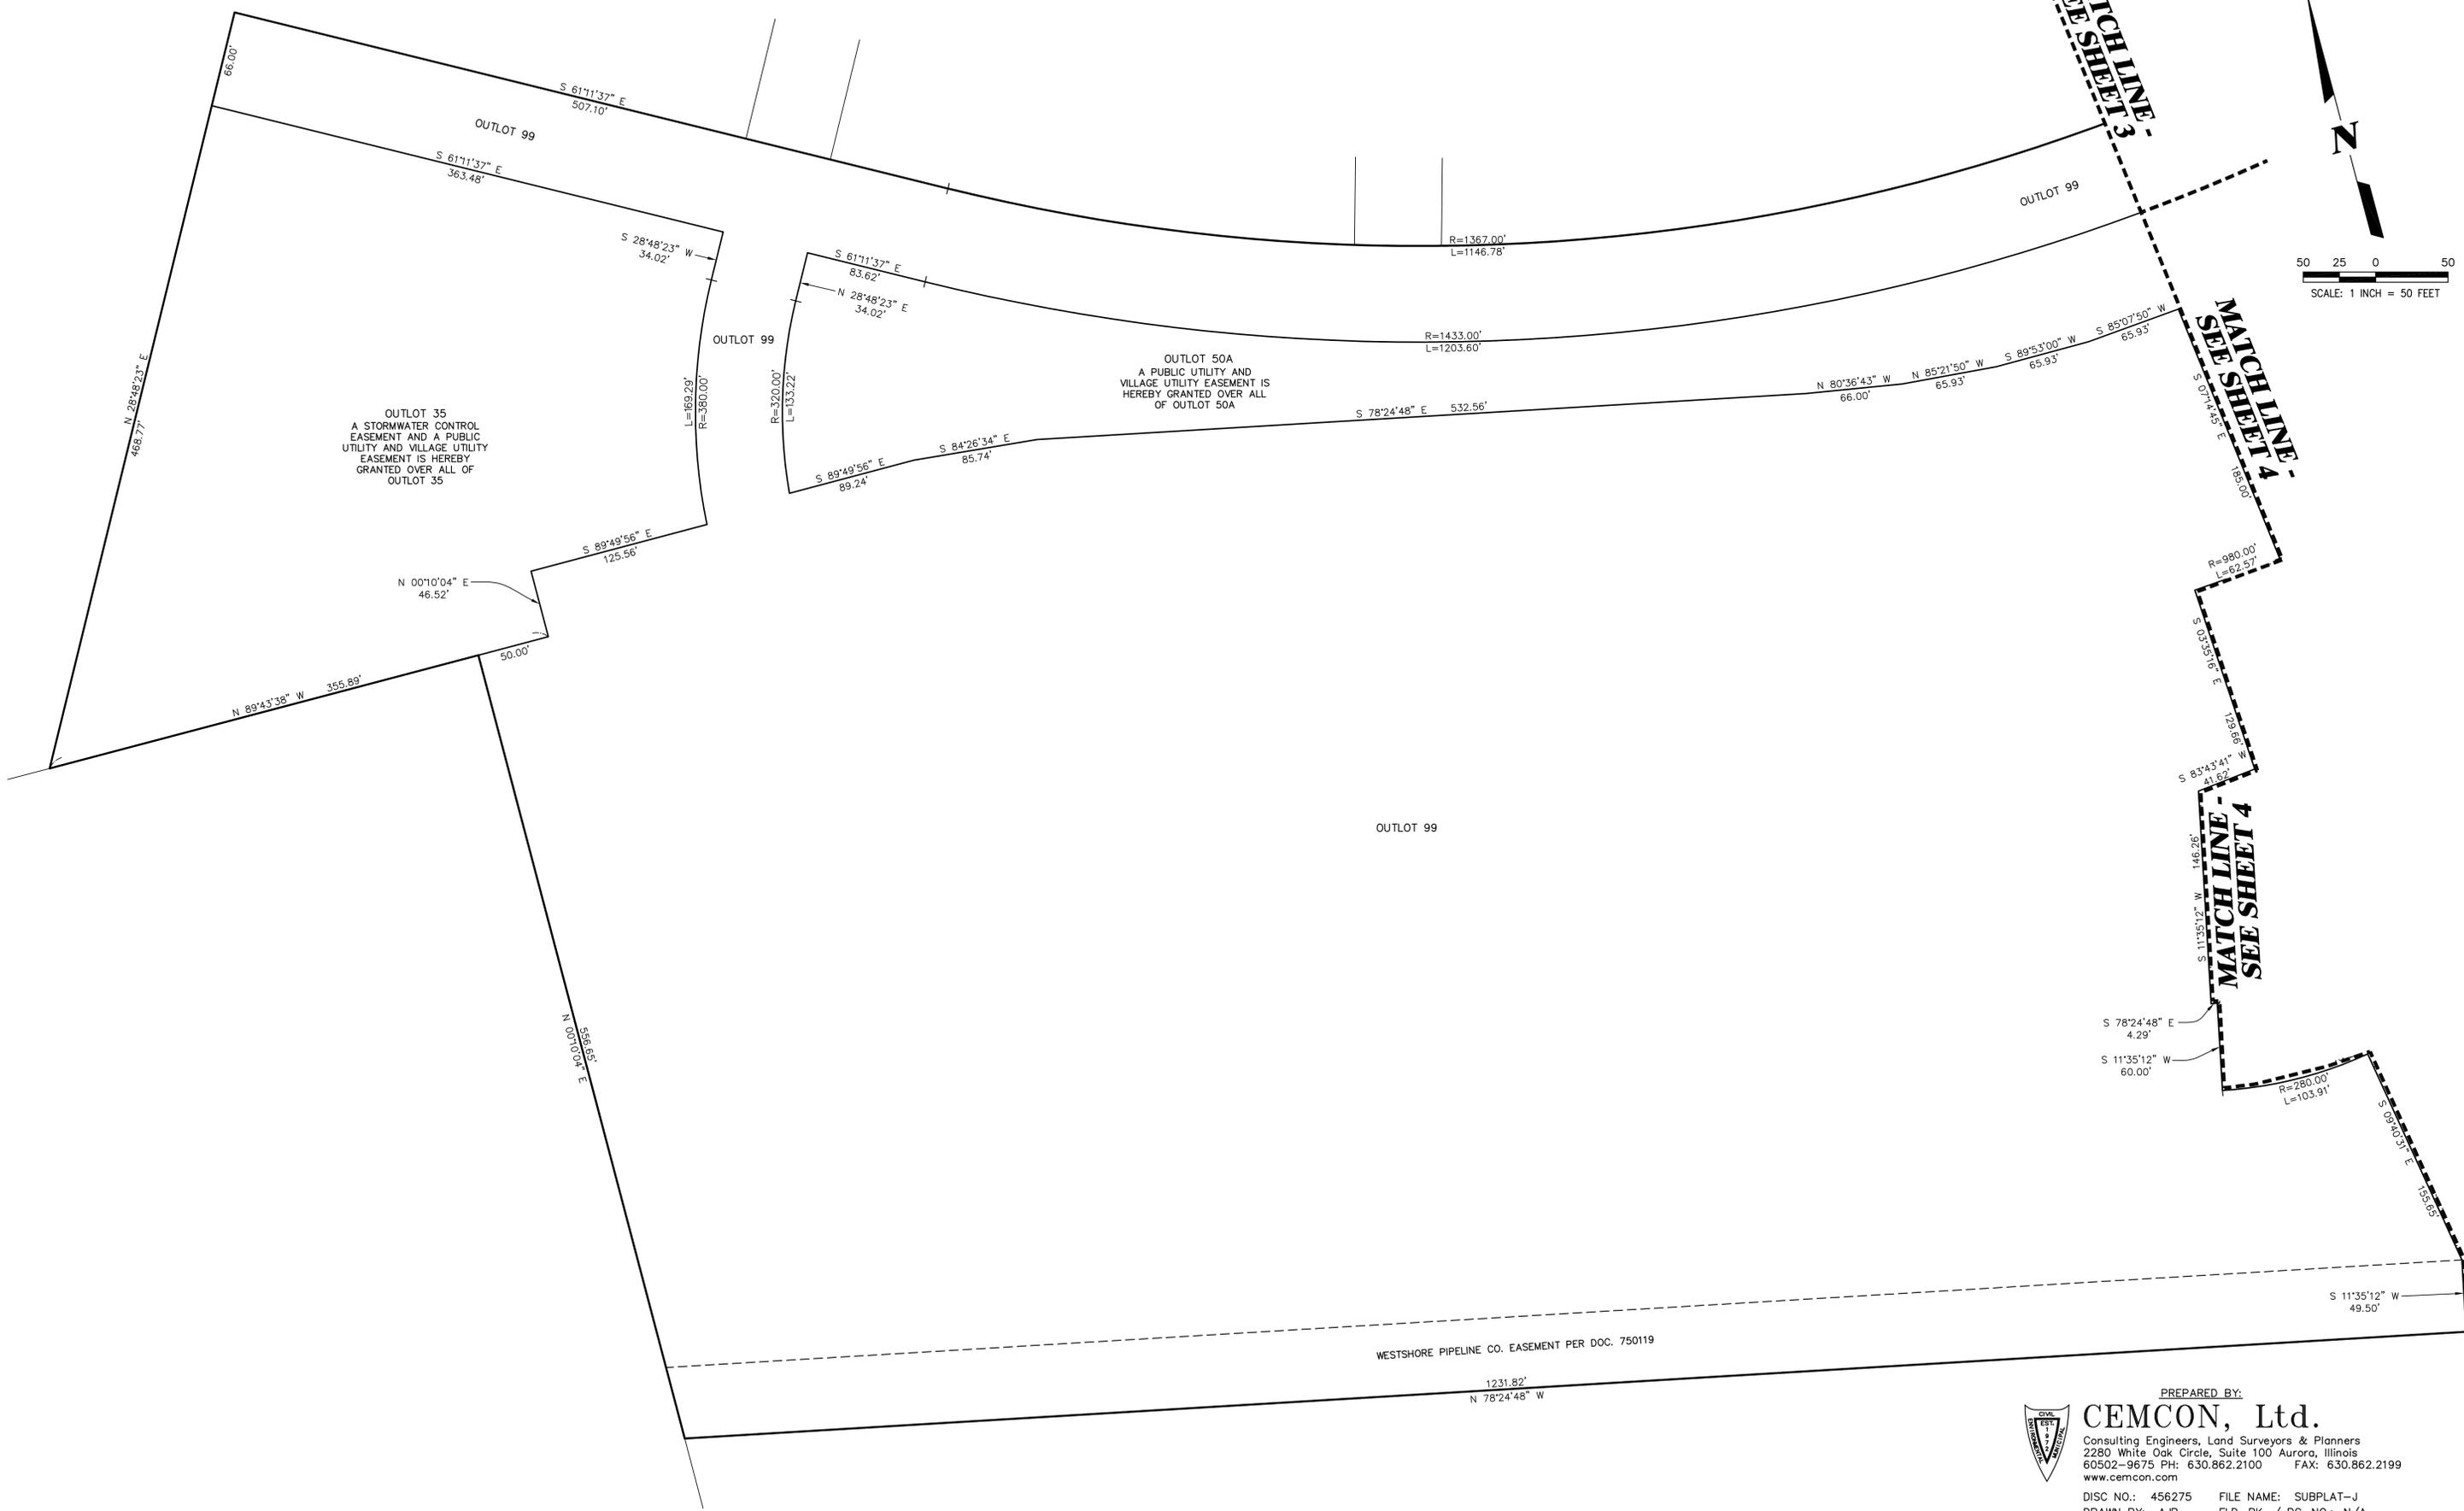 66.00'
S 61°11'37" E
507.10'
OUTLOT 99
S 61°11'37" E
363.48'
S 28°48'23" W
34.02'
S 61°11'37" E
83.62'
N 28°48'23" E
34.02'
OUTLOT 99
R=1367.00'
L=1146.78'
R=1433.00'
L=1203.60'
OUTLOT 99
SEE SHEET 3
N
50 25 0 50
SCALE: 1 INCH = 50 FEET
MATCH LINE -
SEE SHEET 4
S 07°14'45" E
185.00'
N 28°48'23" E
468.77'
OUTLOT 35
A STORMWATER CONTROL
EASEMENT AND A PUBLIC
UTILITY AND VILLAGE UTILITY
EASEMENT IS HEREBY
GRANTED OVER ALL OF
OUTLOT 35
L=169.29'
R=380.00'
R=320.00'
L=133.22'
OUTLOT 50A
A PUBLIC UTILITY AND
VILLAGE UTILITY EASEMENT IS
HEREBY GRANTED OVER ALL
OF OUTLOT 50A
S 89°49'56" E
89.24'
S 84°26'34" E
85.74'
S 78°24'48" E 532.56'
N 80°36'43" W
66.00'
N 85°21'50" W
65.93'
S 89°53'00" W
65.93'
S 85°07'50" W
65.93'
S 89°49'56" E
125.56'
N 00°10'04" E
46.52'
50.00'
N 89°43'38" W 355.89'
R=980.00'
L=62.57'
S 03°35'16" E
129.66'
S 83°43'41" W
41.62'
146.26'
S 11°35'12" W
MATCH LINE -
SEE SHEET 4
OUTLOT 99
556.65'
N 00°10'04" E
S 78°24'48" E
4.29'
S 11°35'12" W
60.00'
R=280.00'
L=103.91'
S 09°40'31" E
155.65'
S 11°35'12" W
49.50'
WESTSHORE PIPELINE CO. EASEMENT PER DOC. 750119
1231.82'
N 78°24'48" W
PREPARED BY:
CIVIL
ENVIRONMENTAL
MUNICIPAL
EST.
1972
CEMCON, Ltd.
Consulting Engineers, Land Surveyors & Planners
2280 White Oak Circle, Suite 100 Aurora, Illinois
60502-9675 PH: 630.862.2100 FAX: 630.862.2199
www.cemcon.com
DISC NO.: 456275 FILE NAME: SUBPLAT-J